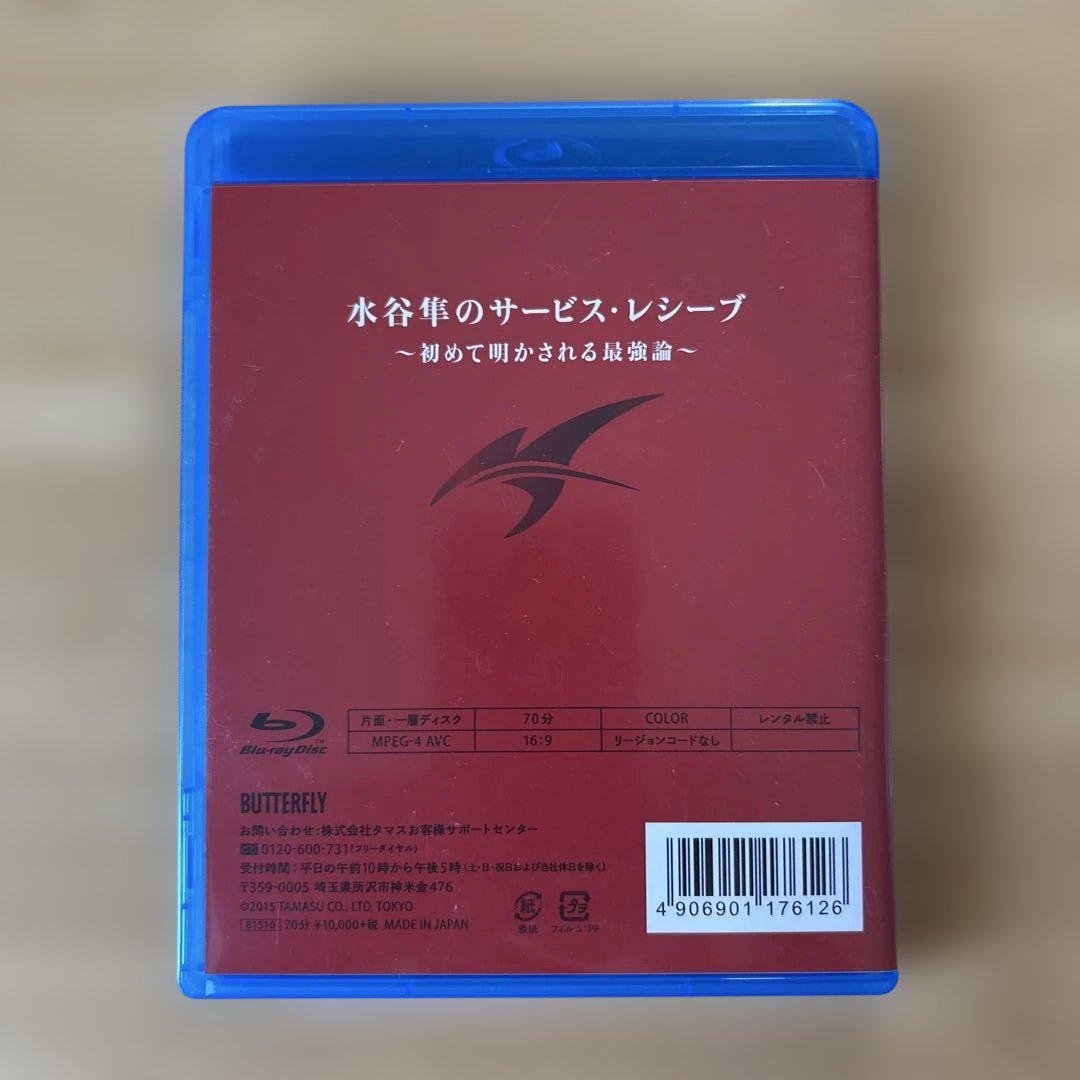 水谷隼のサービス・レシーブ
～初めて明かされる最強論～
Blu-ray Disc™
片面・一層ディスク 70分 COLOR レンタル禁止
MPEG-4 AVC 16:9 リージョンコードなし
BUTTERFLY
お問い合わせ:株式会社タマスお客様サポートセンター
0120-600-731(フリーダイヤル)
受付時間:平日の午前10時から午後5時(土・日・祝日および当社休日を除く)
〒359-0005 埼玉県所沢市神米金476
©2015 TAMASU CO., LTD. TOKYO
81510 70分 ¥10,000+税 MADE IN JAPAN
紙 プラ
表紙 フィルム:PP
4 906901 176126